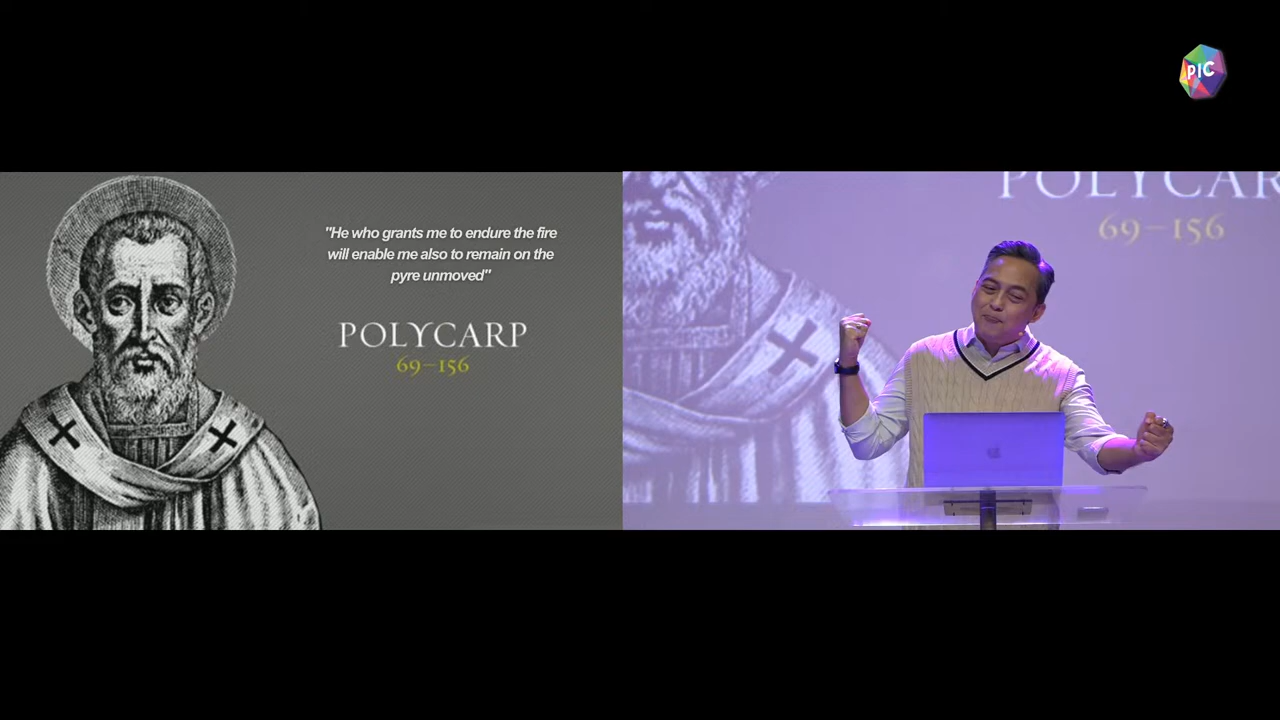 PIC
"He who grants me to endure the fire
will enable me also to remain on the
pyre unmoved"
POLYCARP
69–156
POLYCAR
69–156